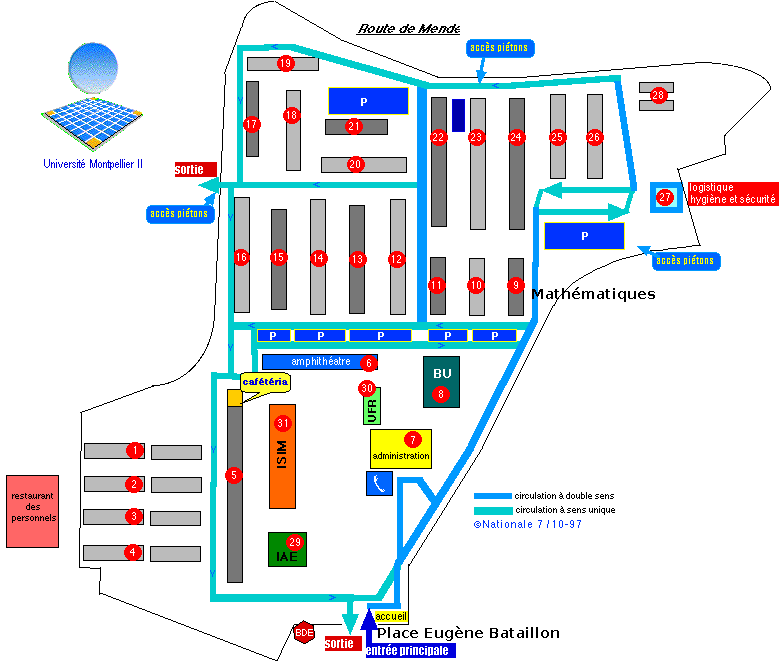 Route de Mende
accès piétons
19
28
P
17
18
21
22
23
24
25
26
20
Université Montpellier II
sortie
logistique
hygiène et sécurité
27
accès piétons
P
accès piétons
16
15
14
13
12
11
10
9
Mathématiques
P
P
P
P
P
amphithéatre
6
BU
8
cafétéria
30
UFR
31
ISIM
7
administration
1
2
3
4
5
restaurant
des
personnels
circulation à double sens
circulation à sens unique
©Nationale 7 /10-97
29
IAE
accueil
BDE
Place Eugène Bataillon
sortie
entrée principale